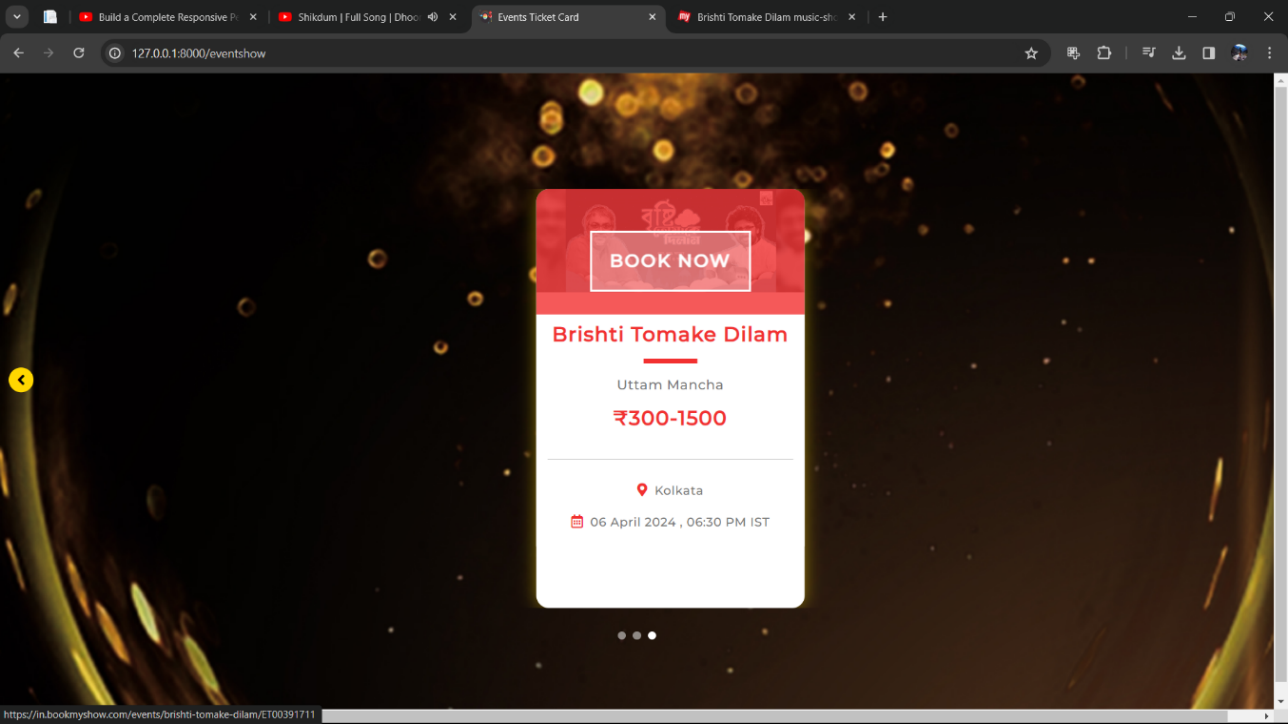 Build a Complete Responsive Po
Shikdum | Full Song | Dhoo
Events Ticket Card
my
Brishti Tomake Dilam music-sho
127.0.0.1:8000/eventshow
বৃষ্টি
BOOK NOW
Brishti Tomake Dilam
Uttam Mancha
₹300-1500
Kolkata
06 April 2024 , 06:30 PM IST
https://in.bookmyshow.com/events/brishti-tomake-dilam/ET00391711